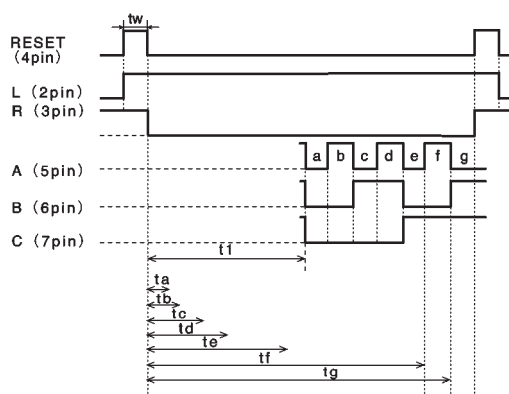 tw
RESET
(4pin)
L (2pin)
R (3pin)
A (5pin)
a b c d e f g
B (6pin)
C (7pin)
t1
ta
tb
tc
td
te
tf
tg